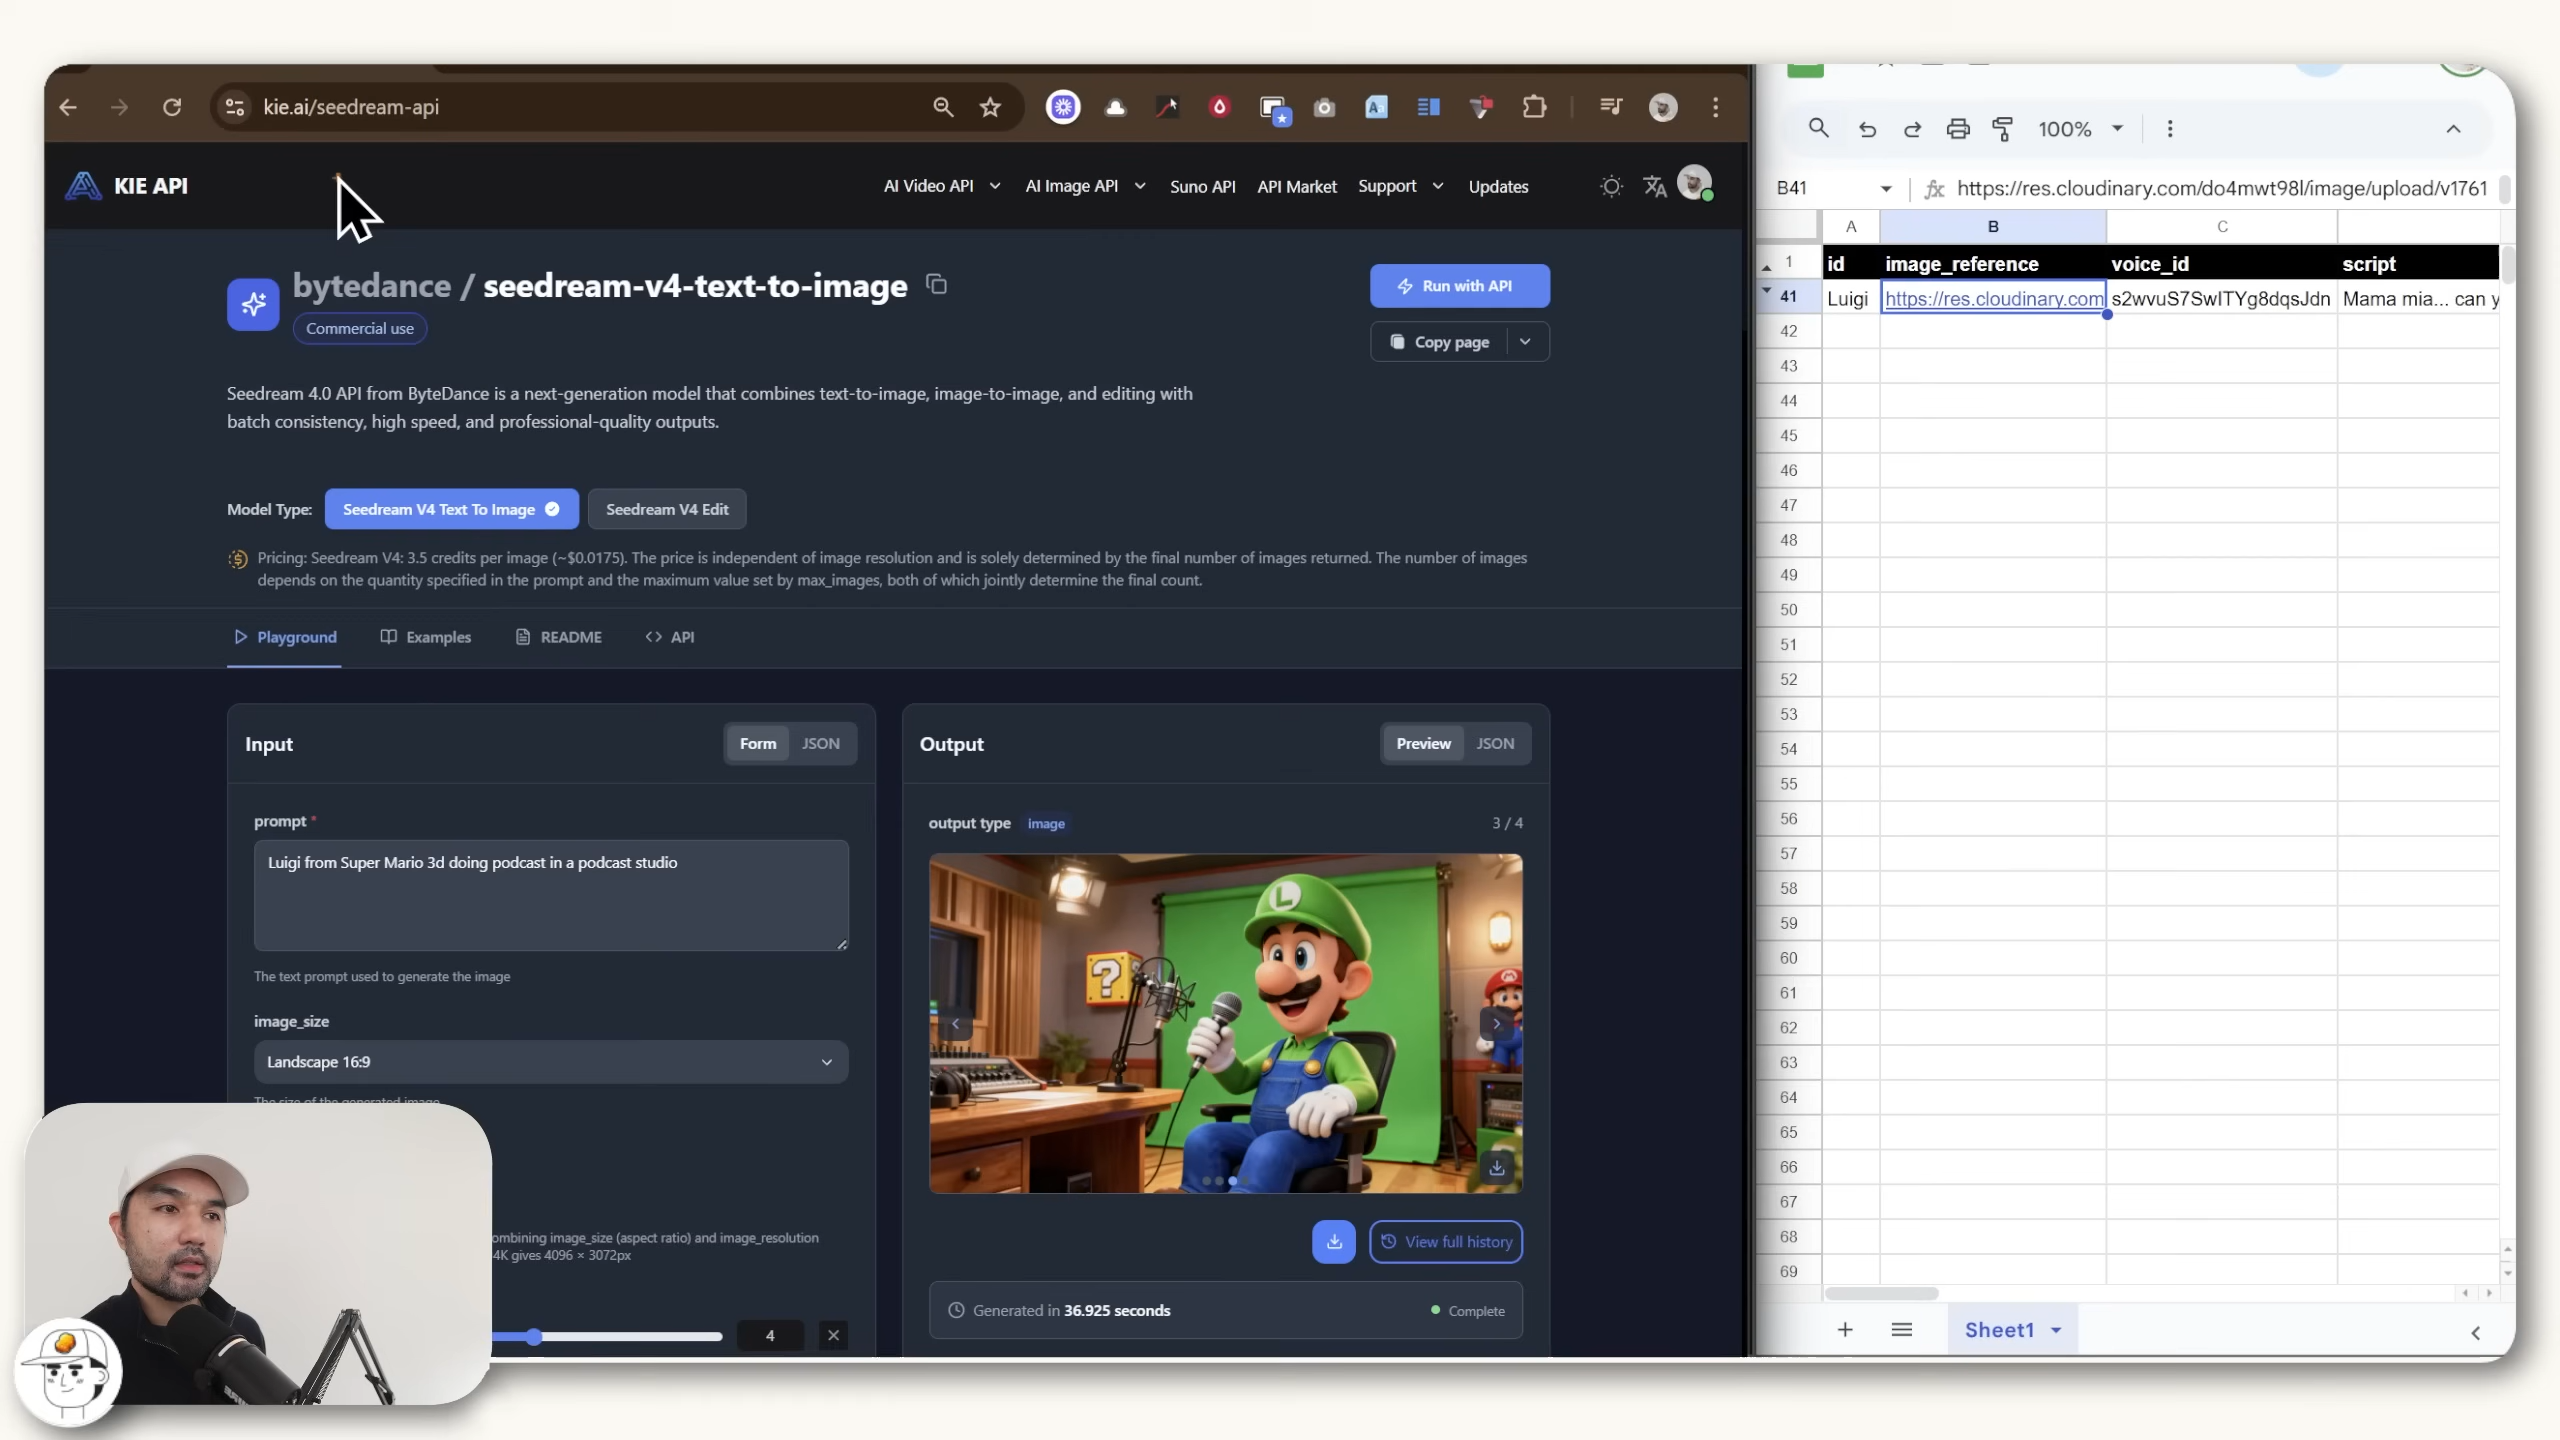 kie.ai/seedream-api
KIE API
AI Video API
AI Image API
Suno API
API Market
Support
Updates
bytedance / seedream-v4-text-to-image
Commercial use
Run with API
Copy page
Seedream 4.0 API from ByteDance is a next-generation model that combines text-to-image, image-to-image, and editing with
batch consistency, high speed, and professional-quality outputs.
Model Type:
Seedream V4 Text To Image
Seedream V4 Edit
Pricing: Seedream V4: 3.5 credits per image (~$0.0175). The price is independent of image resolution and is solely determined by the final number of images returned. The number of images
depends on the quantity specified in the prompt and the maximum value set by max_images, both of which jointly determine the final count.
Playground
Examples
README
API
Input
Form
JSON
prompt *
Luigi from Super Mario 3d doing podcast in a podcast studio
The text prompt used to generate the image
image_size
Landscape 16:9
The size of the generated image
ombining image_size (aspect ratio) and image_resolution
4K gives 4096 × 3072px
4
Output
Preview
JSON
output type
image
3 / 4
L
?
View full history
Generated in 36.925 seconds
Complete
100%
B41
fx
https://res.cloudinary.com/do4mwt98l/image/upload/v1761
A
B
C
1
id
image_reference
voice_id
script
41
Luigi
https://res.cloudinary.com
s2wvuS7SwITYg8dqsJdn
Mama mia... can y
42
43
44
45
46
47
48
49
50
51
52
53
54
55
56
57
58
59
60
61
62
63
64
65
66
67
68
69
Sheet1